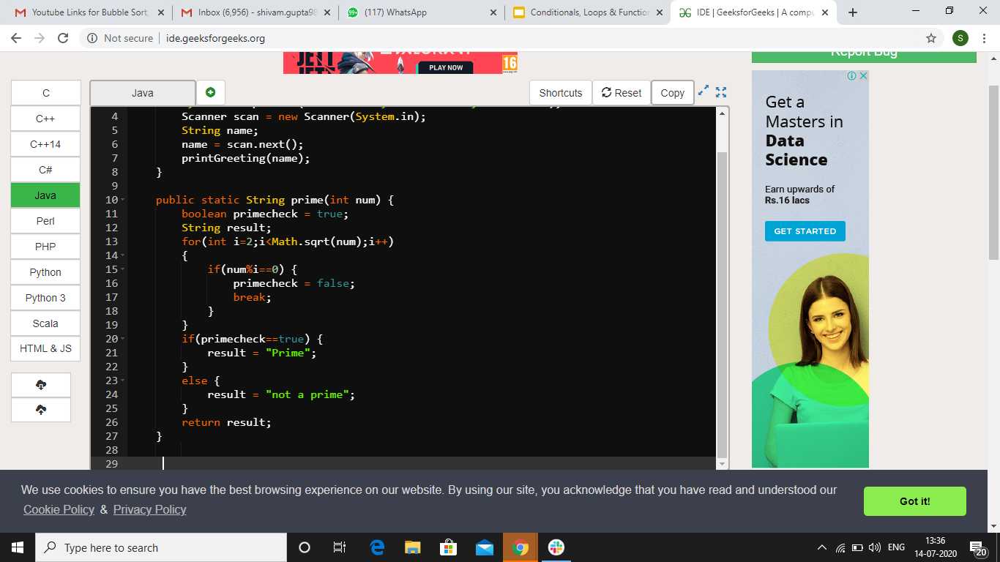 Youtube Links for Bubble Sort,
Inbox (6,956) - shivam.gupta98
99+
(117) WhatsApp
Conditionals, Loops & Function
IDE | GeeksforGeeks | A compu
Not secure
ide.geeksforgeeks.org
S
PLAY NOW
16
Report Bug
C
C++
C++14
C#
Java
Perl
PHP
Python
Python 3
Scala
HTML & JS
Java
Shortcuts
Reset
Copy
4 Scanner scan = new Scanner(System.in);
5 String name;
6 name = scan.next();
7 printGreeting(name);
8 }
9
10 public static String prime(int num) {
11 boolean primecheck = true;
12 String result;
13 for(int i=2;i<Math.sqrt(num);i++)
14 {
15 if(num%i==0) {
16 primecheck = false;
17 break;
18 }
19 }
20 if(primecheck==true) {
21 result = "Prime";
22 }
23 else {
24 result = "not a prime";
25 }
26 return result;
27 }
28
29
Get a
Masters in
Data
Science
Earn upwards of
Rs.16 lacs
GET STARTED
We use cookies to ensure you have the best browsing experience on our website. By using our site, you acknowledge that you have read and understood our
Cookie Policy & Privacy Policy
Got it!
Type here to search
ENG
13:36
14-07-2020
20